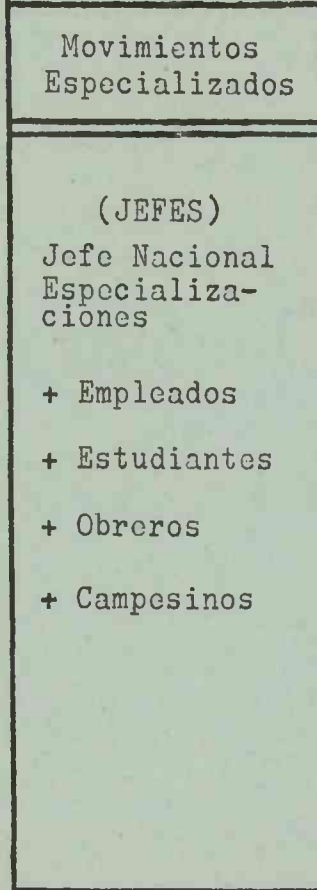 Movimientos
Especializados
(JEFES)
Jefe Nacional
Especializa-
ciones
+ Empleados
+ Estudiantes
+ Obreros
+ Campesinos